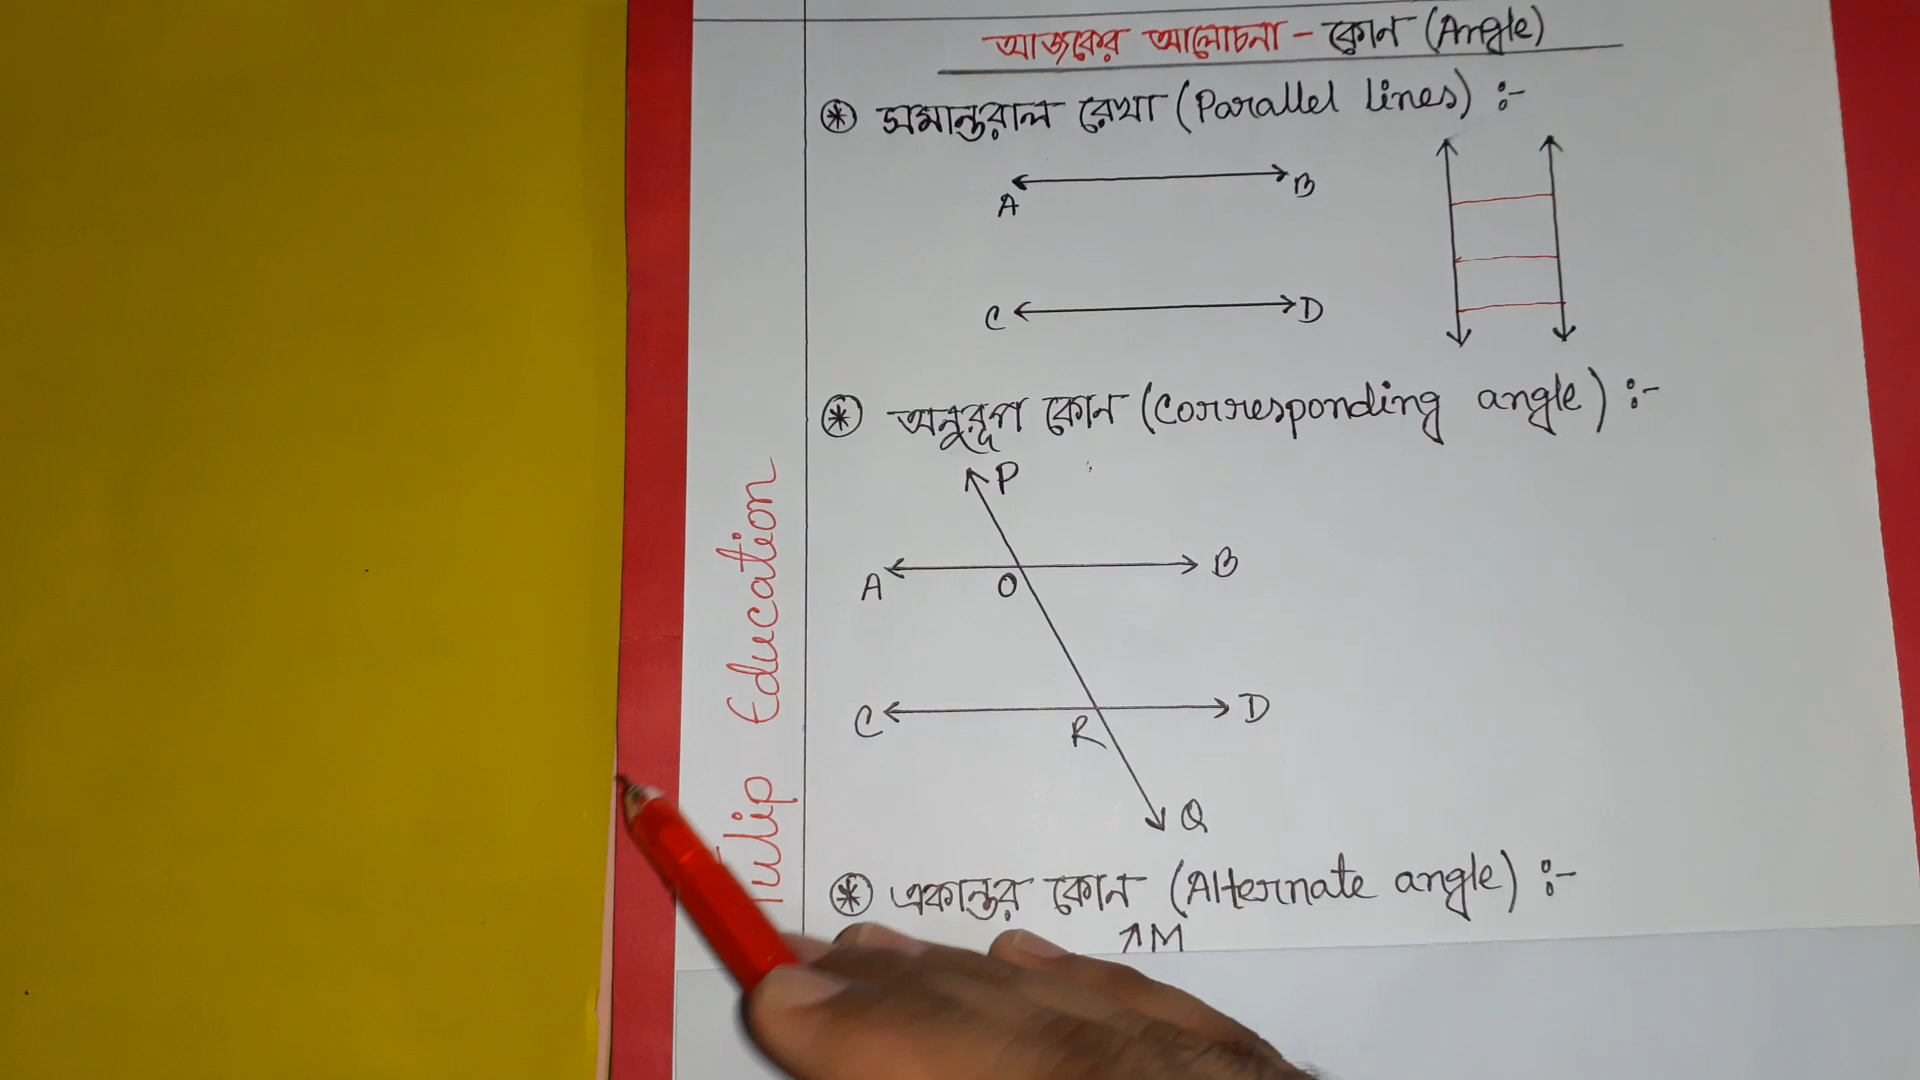 আজকের আলোচনা - কোন (Angle)
⊛ সমান্তরাল রেখা (Parallel lines) :-
A B
C D
⊛ অনুরূপ কোন (Corresponding angle) :-
P
A O B
C R D
Q
⊛ একান্তর কোন (Alternate angle) :-
M
Tulip Education